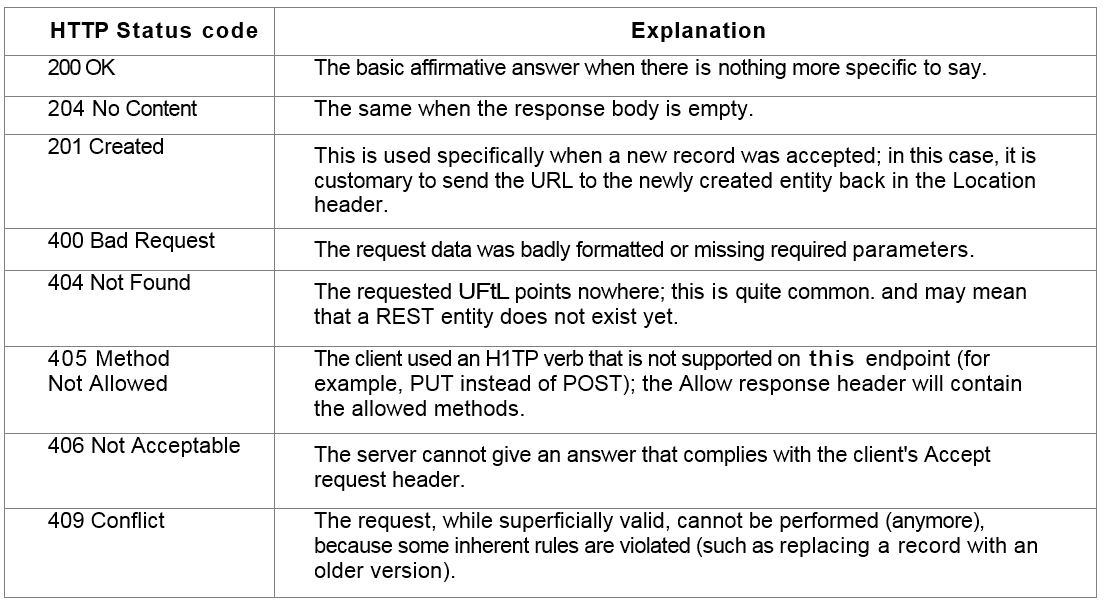 HTTP Status code Explanation
200 OK The basic affirmative answer when there is nothing more specific to say.
204 No Content The same when the response body is empty.
201 Created
This is used specifically when a new record was accepted; in this case, it is
customary to send the URL to the newly created entity back in the Location
header.
400 Bad Request The request data was badly formatted or missing required parameters.
404 Not Found
The requested UFtL points nowhere; this is quite common. and may mean
that a REST entity does not exist yet.
405 Method The client used an H1TP verb that is not supported on this endpoint (for
Not Allowed example, PUT instead of POST); the Allow response header will contain
the allowed methods.
406 Not Acceptable
The server cannot give an answer that complies with the client's Accept
request header.
409 Conflict The request, while superficially valid, cannot be performed (anymore),
because some inherent rules are violated (such as replacing a record with an
older version).